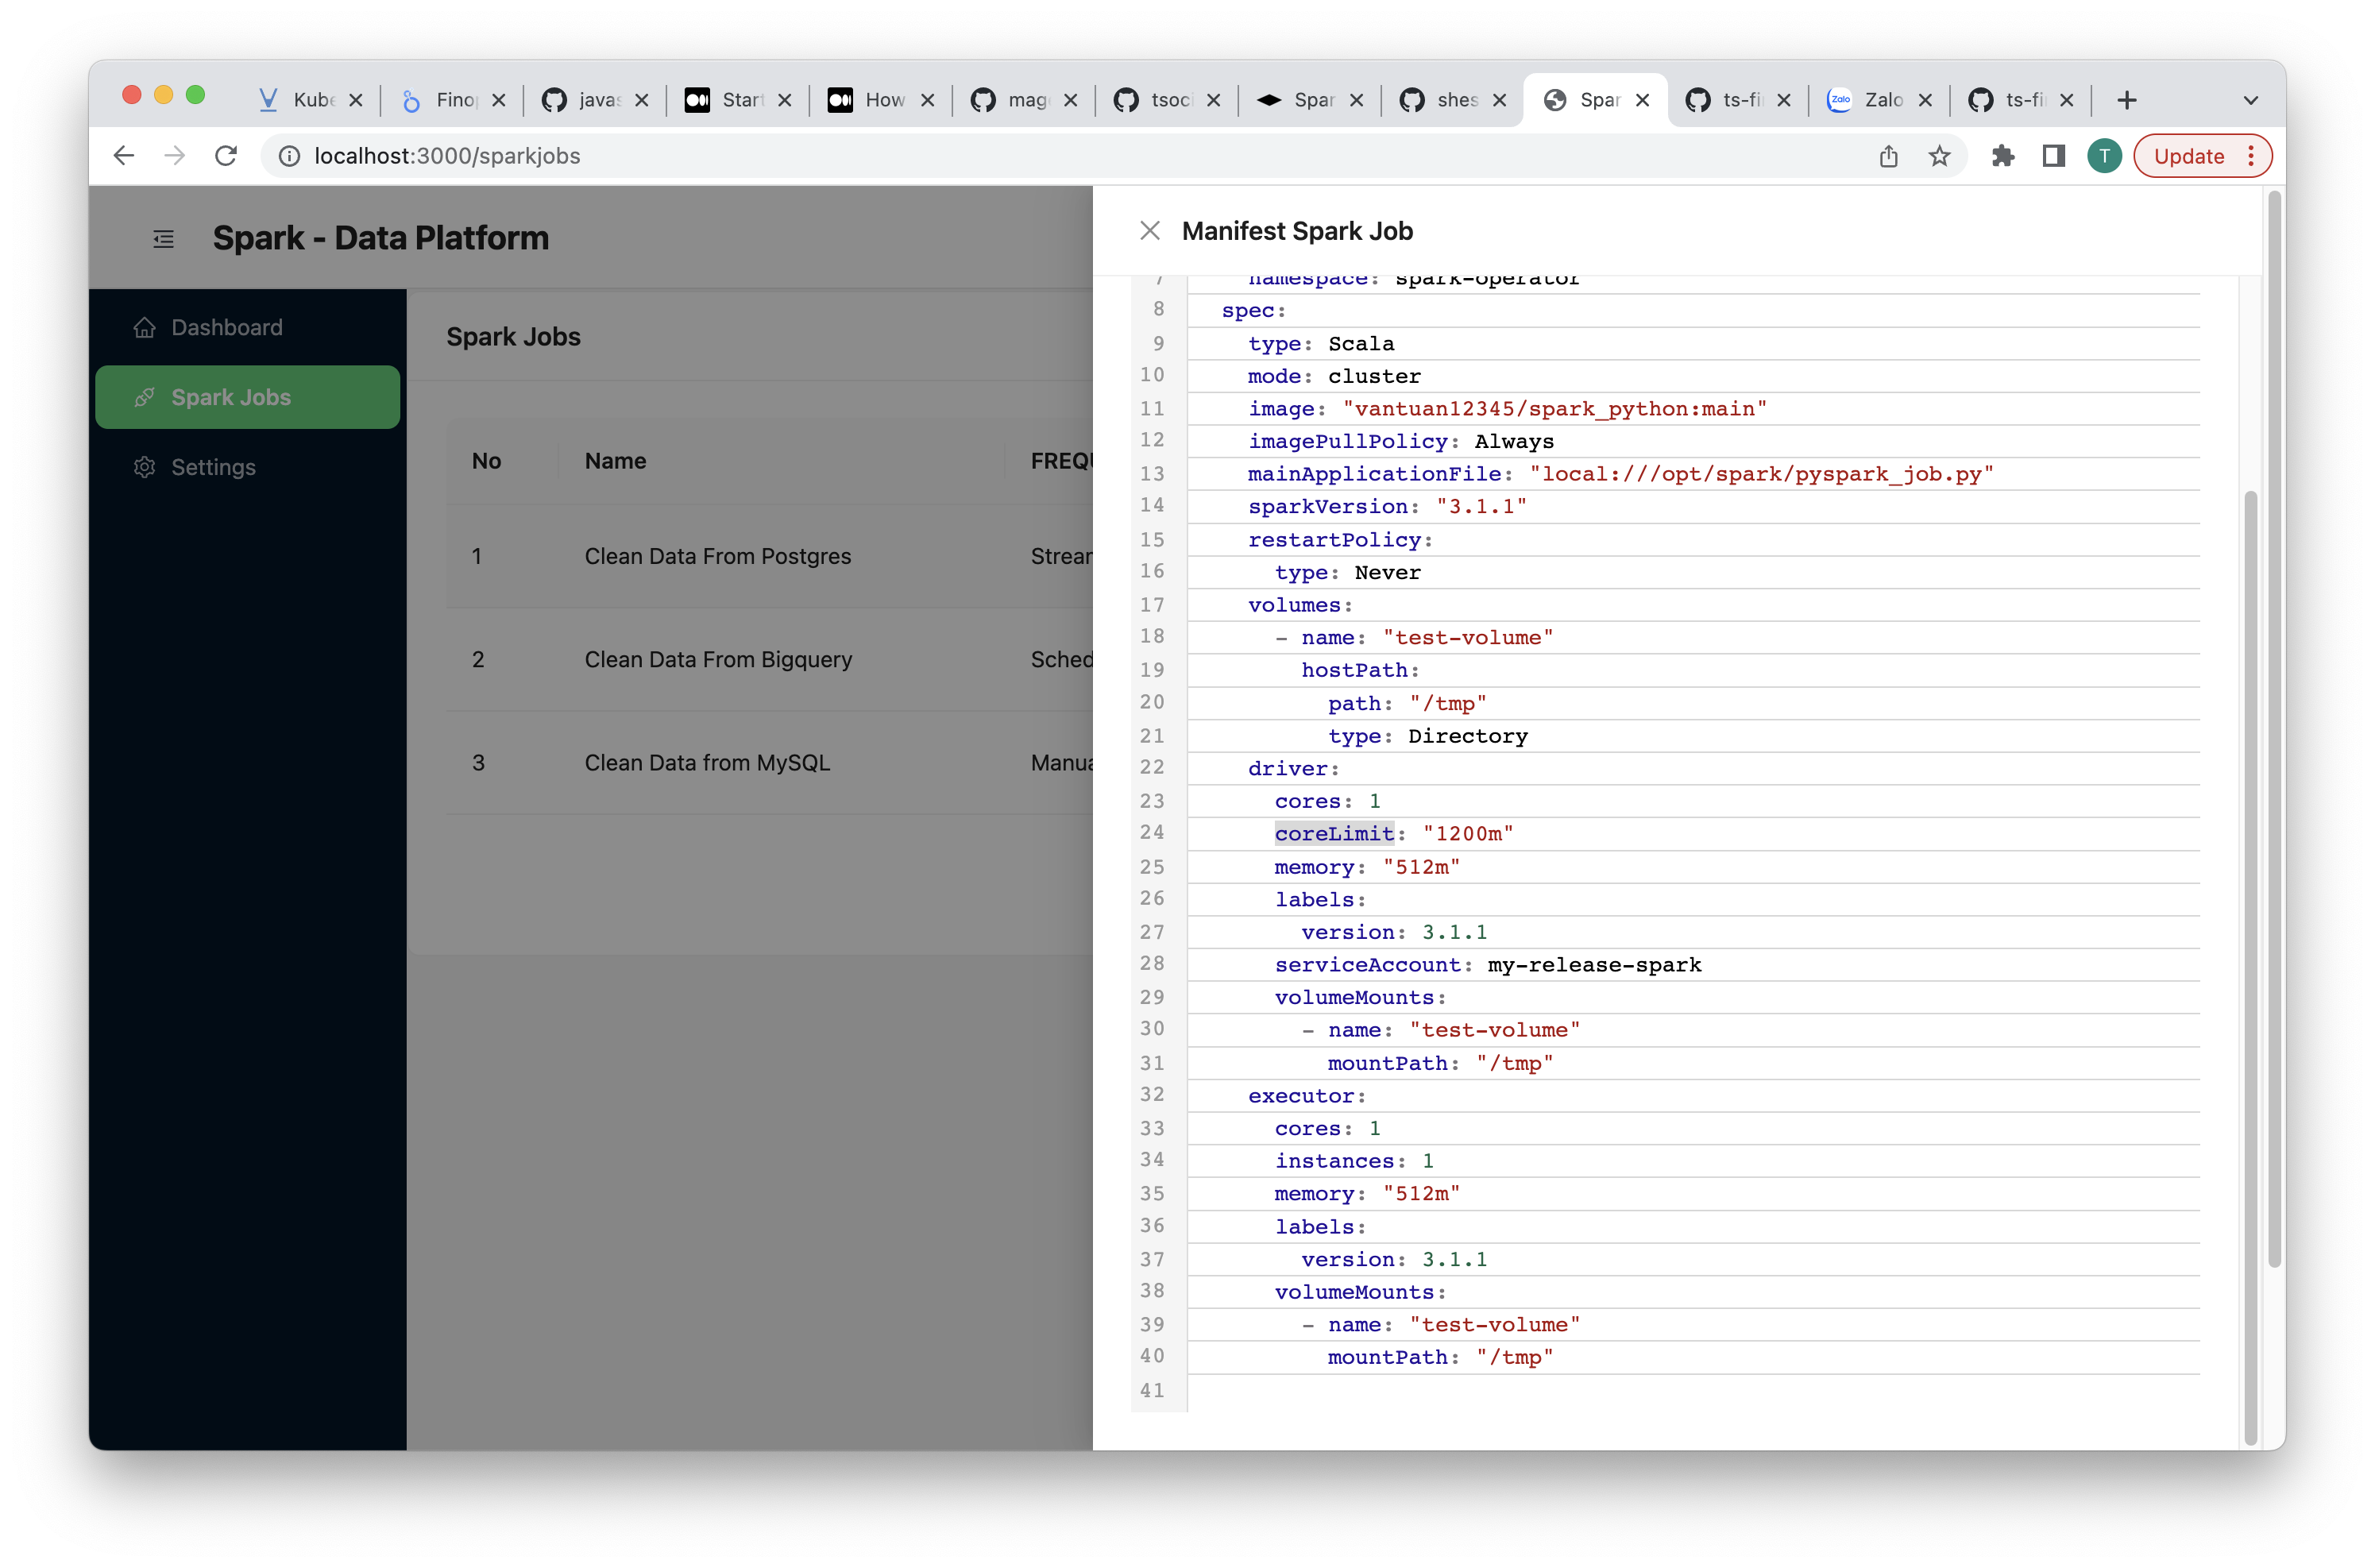 Kube
Fino
javas
Start
How
mag
tsoci
Spar
shes
Spar
ts-fi
Zalo
Zalo
ts-fi
localhost:3000/sparkjobs
T
Update
Spark - Data Platform
Dashboard
Spark Jobs
Settings
Spark Jobs
No Name FREQU
1 Clean Data From Postgres Stream
2 Clean Data From Bigquery Sched
3 Clean Data from MySQL Manua
Manifest Spark Job
7 namespace: spark-operator
8 spec:
9 type: Scala
10 mode: cluster
11 image: "vantuan12345/spark_python:main"
12 imagePullPolicy: Always
13 mainApplicationFile: "local:///opt/spark/pyspark_job.py"
14 sparkVersion: "3.1.1"
15 restartPolicy:
16 type: Never
17 volumes:
18 - name: "test-volume"
19 hostPath:
20 path: "/tmp"
21 type: Directory
22 driver:
23 cores: 1
24 coreLimit: "1200m"
25 memory: "512m"
26 labels:
27 version: 3.1.1
28 serviceAccount: my-release-spark
29 volumeMounts:
30 - name: "test-volume"
31 mountPath: "/tmp"
32 executor:
33 cores: 1
34 instances: 1
35 memory: "512m"
36 labels:
37 version: 3.1.1
38 volumeMounts:
39 - name: "test-volume"
40 mountPath: "/tmp"
41